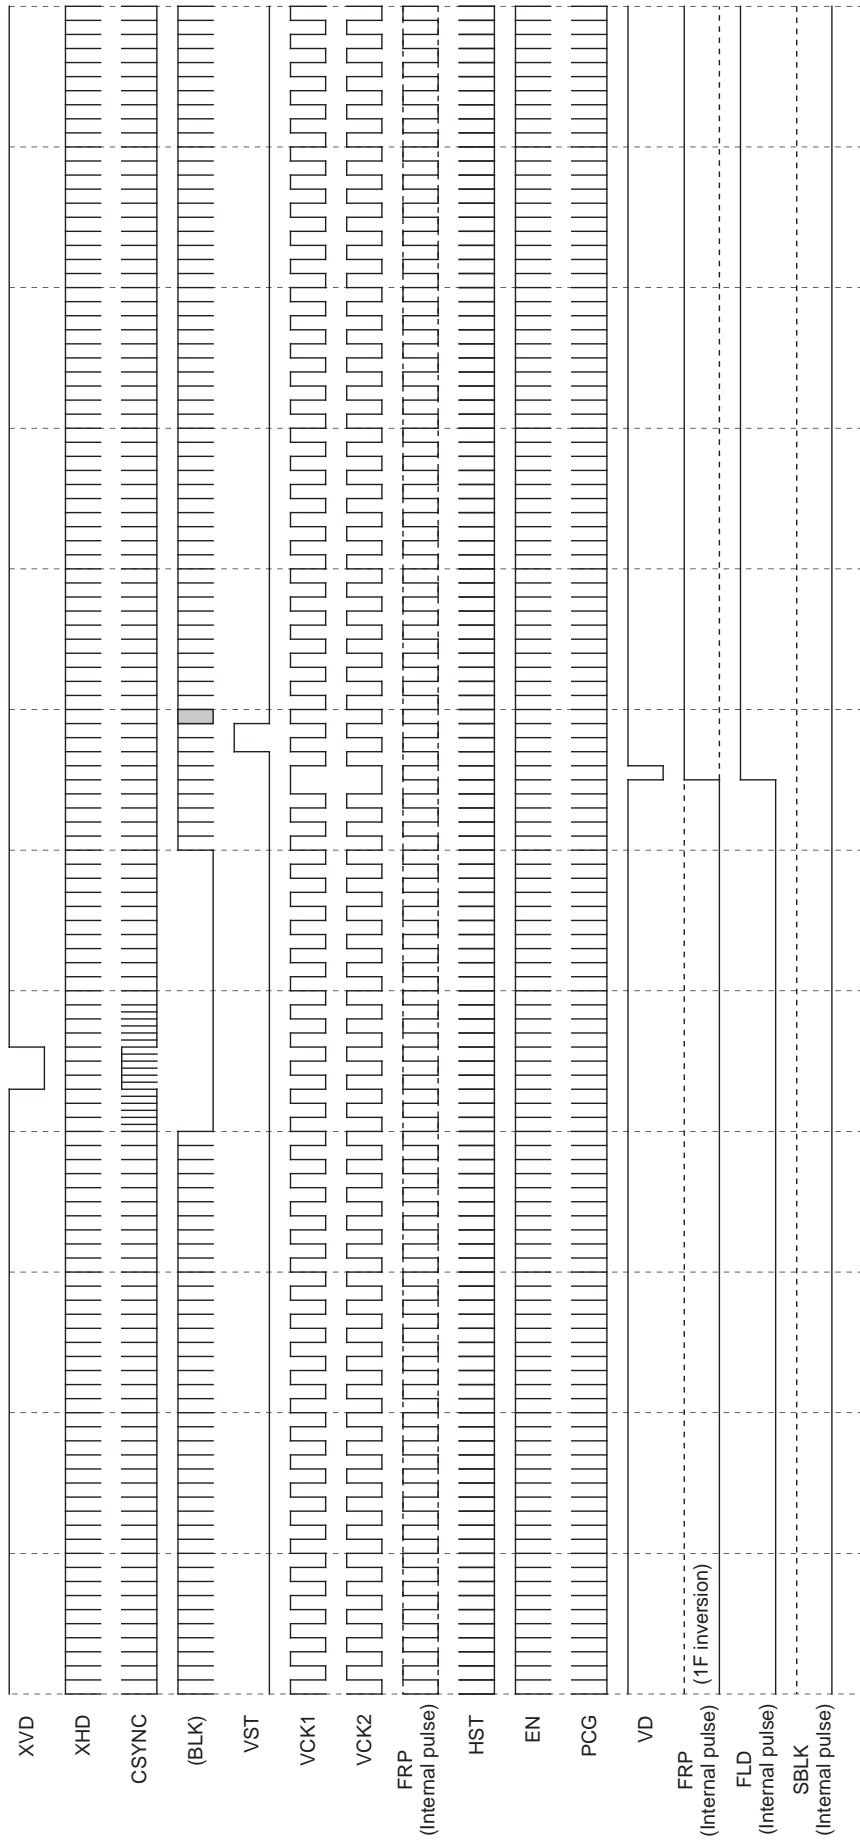 XVD
XHD
CSYNC
(BLK)
VST
VCK1
VCK2
FRP
(Internal pulse)
HST
EN
PCG
VD
(1F inversion)
FRP
(Internal pulse)
FLD
(Internal pulse)
SBLK
(Internal pulse)